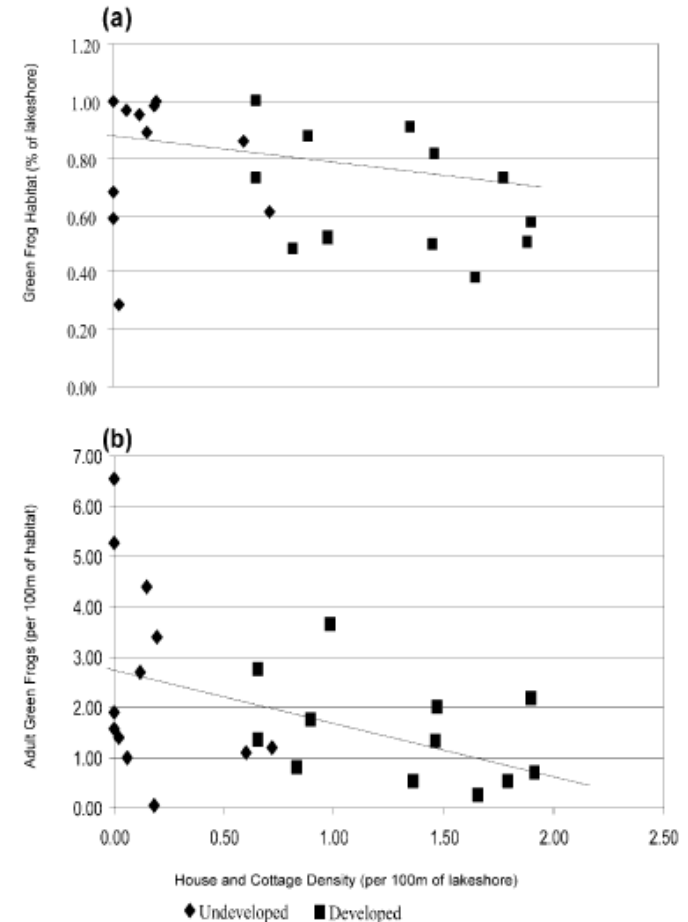 (a)
1.20
1.00
0.80
0.60
0.40
0.20
0.00
Green Frog Habitat (% of lakeshore)
(b)
7.00
6.00
5.00
4.00
3.00
2.00
1.00
0.00
Adult Green Frogs (per 100m of habitat)
0.00 0.50 1.00 1.50 2.00 2.50
House and Cottage Density (per 100m of lakeshore)
Undeveloped Developed